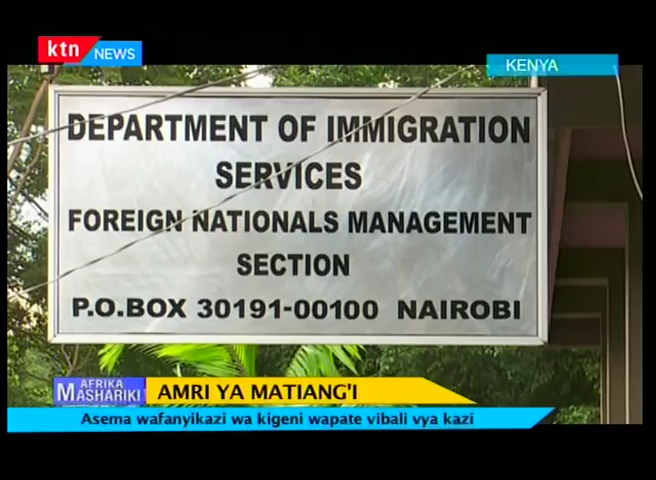 ktn NEWS
KENYA
DEPARTMENT OF IMMIGRATION
SERVICES
FOREIGN NATIONALS MANAGEMENT
SECTION
P.O.BOX 30191-00100 NAIROBI
AFRIKA
MASHARIKI
AMRI YA MATIANG'I
Asema wafanyikazi wa kigeni wapate vibali vya kazi